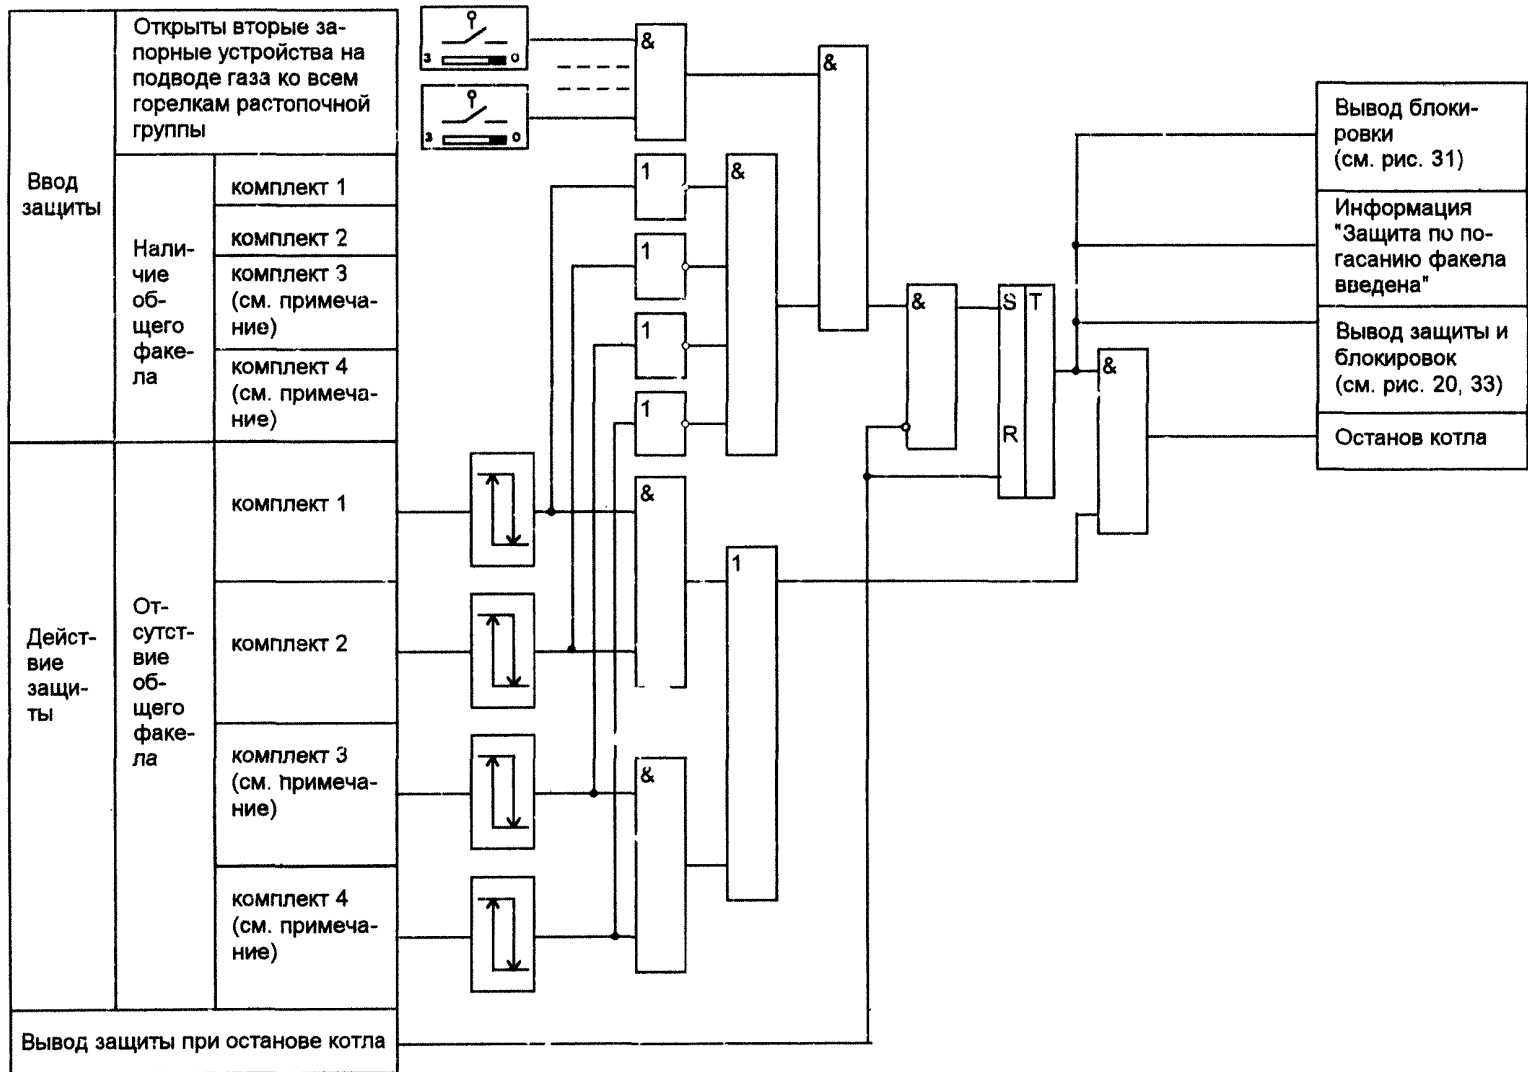 Ввод
защиты
Открыты вторые за-
порные устройства на
подводе газа ко всем
горелкам растопочной
группы
Нали-
чие
об-
щего
факе-
ла
комплект 1
комплект 2
комплект 3
(см. примеча-
ние)
комплект 4
(см. примеча-
ние)
Дейст-
вие
защи-
ты
От-
сутст-
вие
об-
щего
факе-
ла
комплект 1
комплект 2
комплект 3
(см. примеча-
ние)
комплект 4
(см. примеча-
ние)
Вывод защиты при останове котла
З О
З О
&
1
1
1
1
&
&
&
&
1
&
S T
R
&
Вывод блоки-
ровки
(см. рис. 31)
Информация
"Защита по по-
гасанию факела
введена"
Вывод защиты и
блокировок
(см. рис. 20, 33)
Останов котла